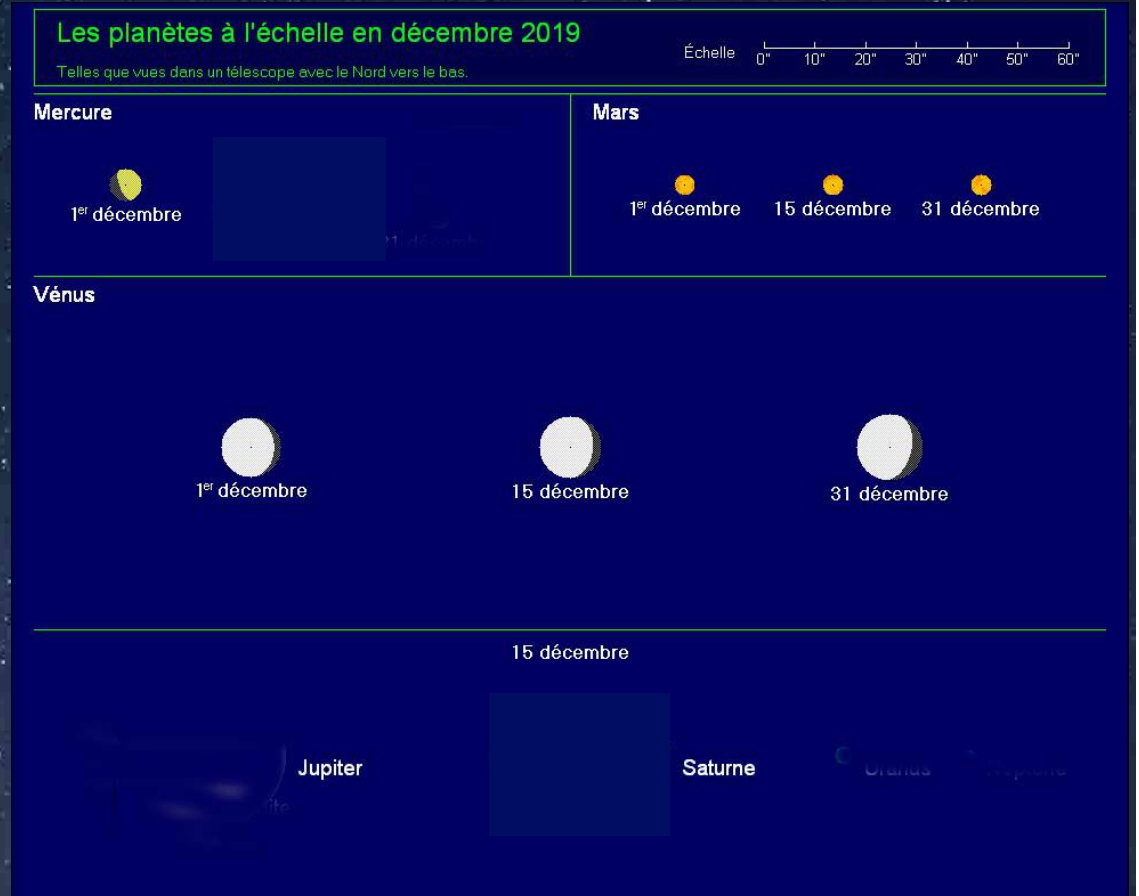 Les planètes à l'échelle en décembre 2019
Telles que vues dans un télescope avec le Nord vers le bas.
Échelle 0" 10" 20" 30" 40" 50" 60"
Mercure
1er décembre
Mars
1er décembre 15 décembre 31 décembre
Vénus
1er décembre 15 décembre 31 décembre
15 décembre
Jupiter Saturne Uranus